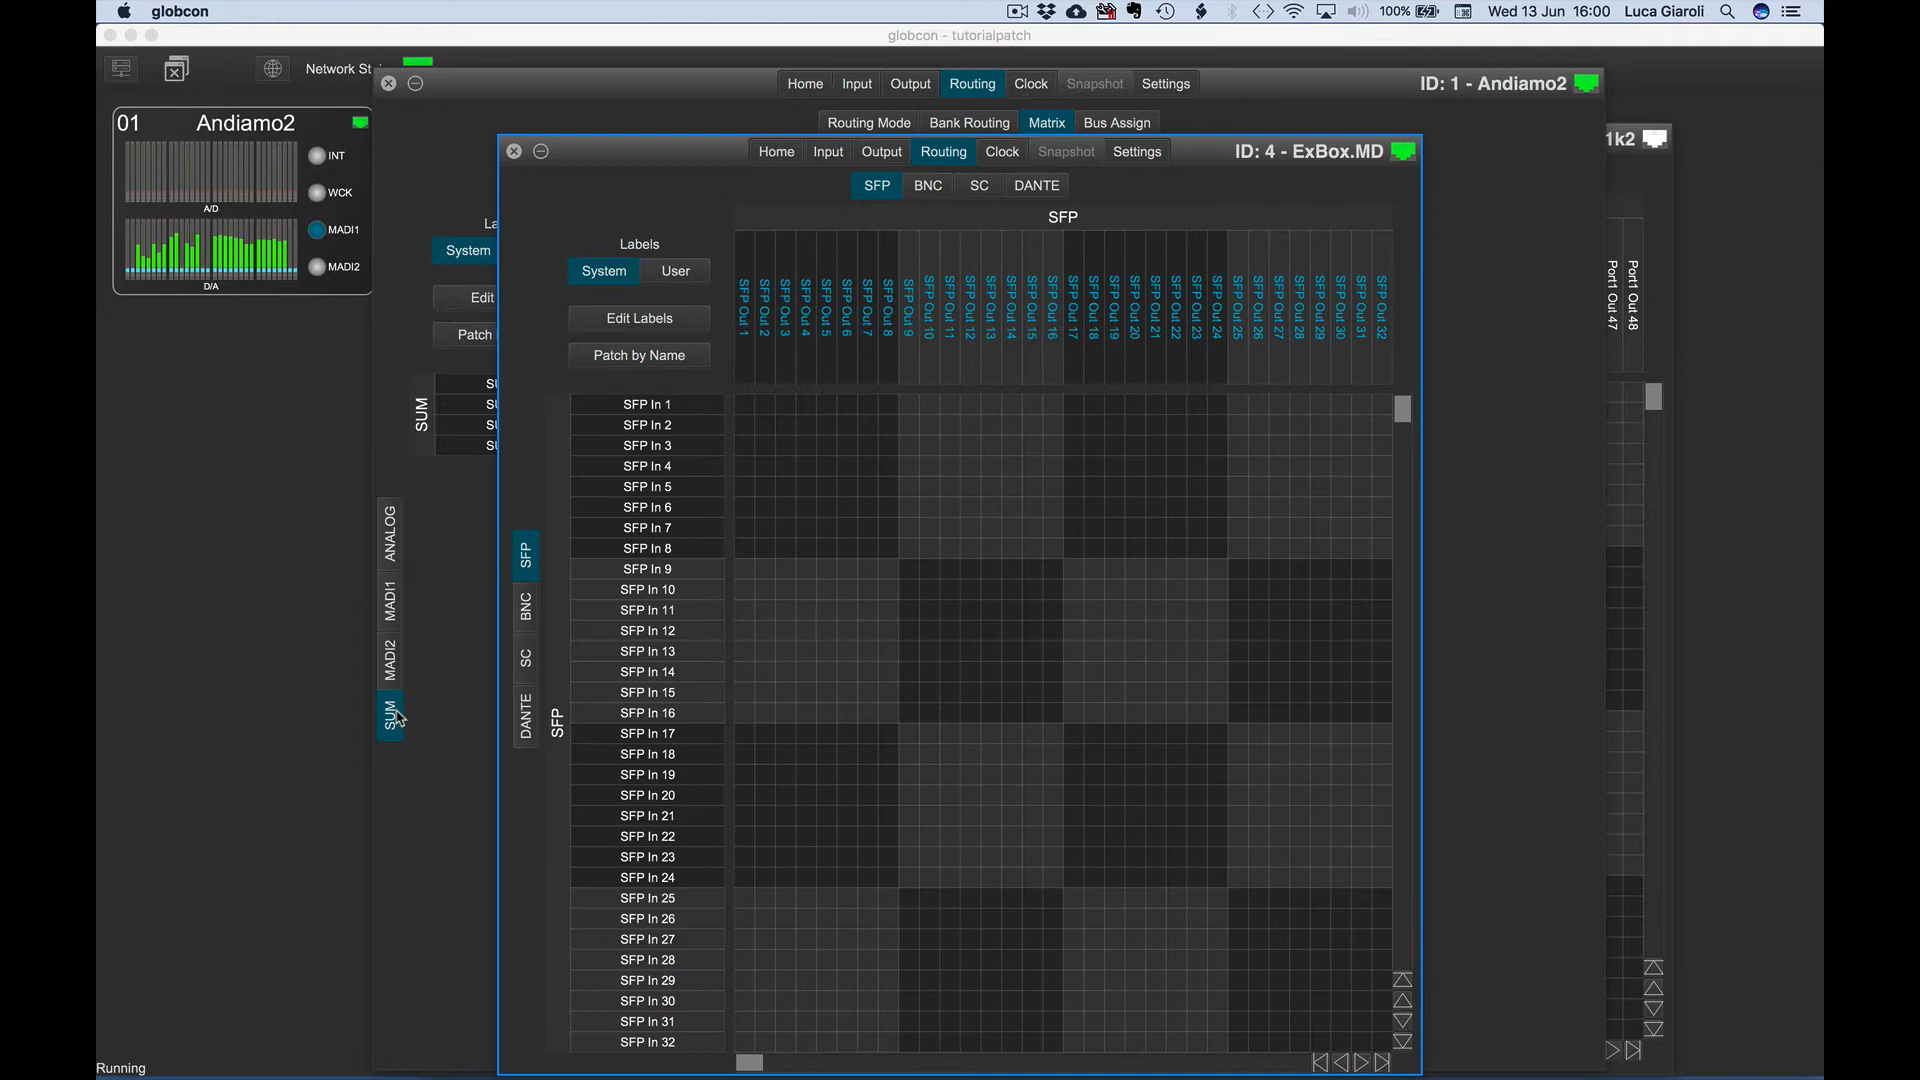 globcon
100%
Wed 13 Jun 16:00
Luca Giaroli
globcon - tutorialpatch
Network St
Home Input Output Routing Clock Snapshot Settings
ID: 1 - Andiamo2
01 Andiamo2
INT
WCK
A/D
MADI1
MADI2
D/A
Routing Mode Bank Routing Matrix Bus Assign
1k2
Home Input Output Routing Clock Snapshot Settings
ID: 4 - ExBox.MD
SFP BNC SC DANTE
SFP
La
System
Edit
Patch
SUM
SU
SU
SU
SU
ANALOG
MADI1
MADI2
SUM
Labels
System User
Edit Labels
Patch by Name
SFP Out 1
SFP Out 2
SFP Out 3
SFP Out 4
SFP Out 5
SFP Out 6
SFP Out 7
SFP Out 8
SFP Out 9
SFP Out 10
SFP Out 11
SFP Out 12
SFP Out 13
SFP Out 14
SFP Out 15
SFP Out 16
SFP Out 17
SFP Out 18
SFP Out 19
SFP Out 20
SFP Out 21
SFP Out 22
SFP Out 23
SFP Out 24
SFP Out 25
SFP Out 26
SFP Out 27
SFP Out 28
SFP Out 29
SFP Out 30
SFP Out 31
SFP Out 32
Port1 Out 47
Port1 Out 48
SFP
BNC
SC
DANTE
SFP
SFP In 1
SFP In 2
SFP In 3
SFP In 4
SFP In 5
SFP In 6
SFP In 7
SFP In 8
SFP In 9
SFP In 10
SFP In 11
SFP In 12
SFP In 13
SFP In 14
SFP In 15
SFP In 16
SFP In 17
SFP In 18
SFP In 19
SFP In 20
SFP In 21
SFP In 22
SFP In 23
SFP In 24
SFP In 25
SFP In 26
SFP In 27
SFP In 28
SFP In 29
SFP In 30
SFP In 31
SFP In 32
Running